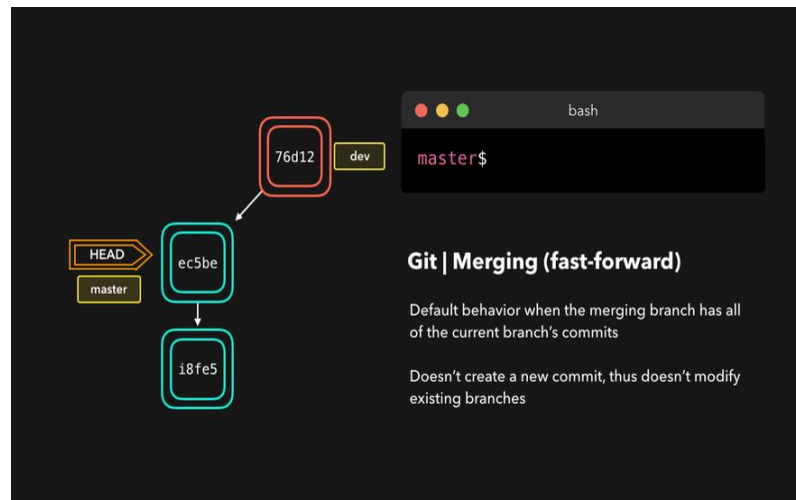 bash
76d12
dev
master$
HEAD
master
ec5be
Git | Merging (fast-forward)
Default behavior when the merging branch has all
of the current branch’s commits
i8fe5
Doesn’t create a new commit, thus doesn’t modify
existing branches